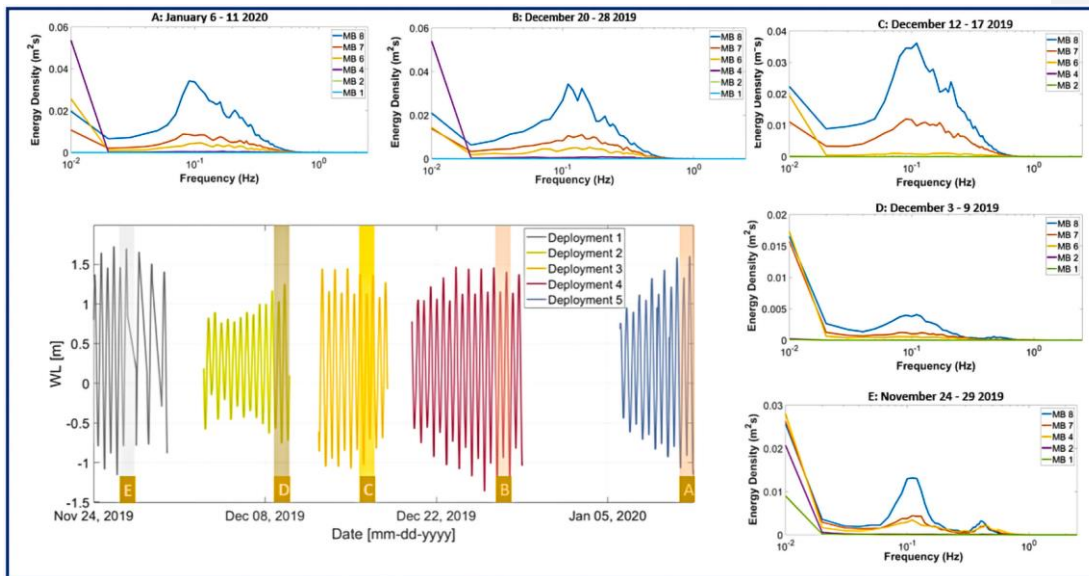 A: January 6 - 11 2020
0.06
0.04
0.02
0
Energy Density (m²s)
10⁻²
10⁻¹
10⁰
Frequency (Hz)
MB 8
MB 7
MB 6
MB 4
MB 2
MB 1
B: December 20 - 28 2019
0.06
0.04
0.02
0
Energy Density (m²s)
10⁻²
10⁻¹
10⁰
Frequency (Hz)
MB 8
MB 7
MB 6
MB 4
MB 2
MB 1
C: December 12 - 17 2019
0.04
0.03
0.02
0.01
0
Energy Density (m²s)
10⁻²
10⁻¹
10⁰
Frequency (Hz)
MB 8
MB 7
MB 6
MB 4
MB 2
1.5
1
0.5
0
-0.5
-1
-1.5
WL [m]
Deployment 1
Deployment 2
Deployment 3
Deployment 4
Deployment 5
E
D
C
B
A
Nov 24, 2019
Dec 08, 2019
Dec 22, 2019
Jan 05, 2020
Date [mm-dd-yyyy]
D: December 3 - 9 2019
0.02
0.015
0.01
0.005
0
Energy Density (m²s)
10⁻²
10⁻¹
10⁰
Frequency (Hz)
MB 8
MB 7
MB 6
MB 2
MB 1
E: November 24 - 29 2019
0.03
0.02
0.01
0
Energy Density (m²s)
10⁻²
10⁻¹
10⁰
Frequency (Hz)
MB 8
MB 7
MB 4
MB 2
MB 1